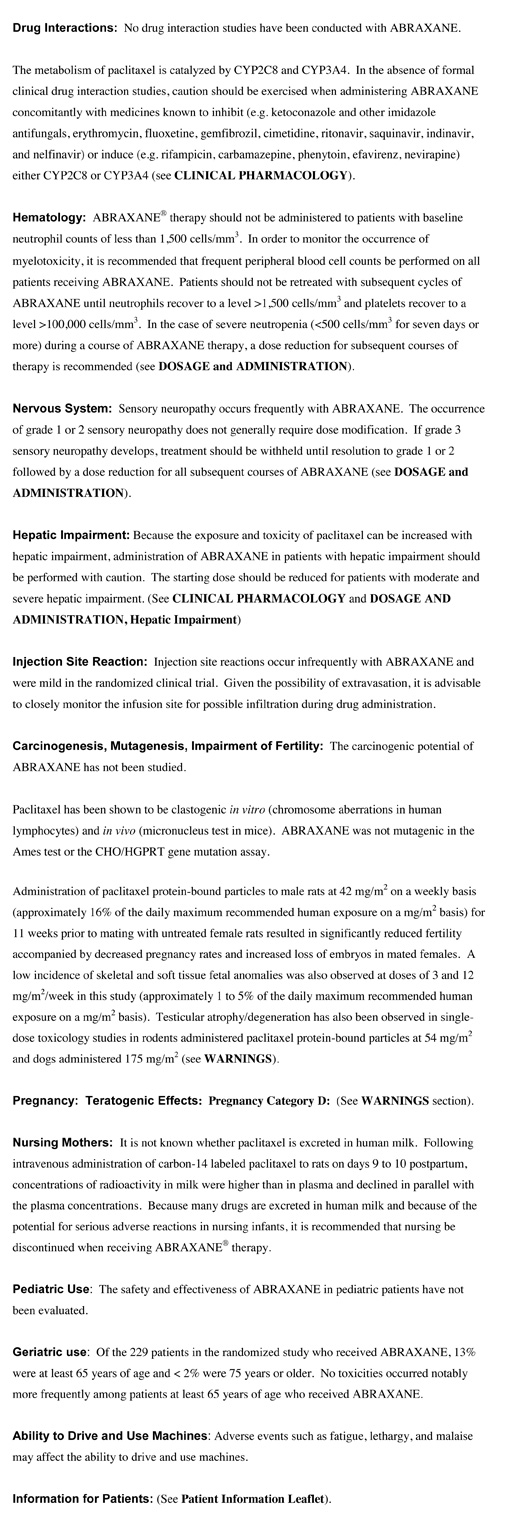 Drug Interactions: No drug interaction studies have been conducted with ABRAXANE.
The metabolism of paclitaxel is catalyzed by CYP2C8 and CYP3A4. In the absence of formal
clinical drug interaction studies, caution should be exercised when administering ABRAXANE
concomitantly with medicines known to inhibit (e.g. ketoconazole and other imidazole
antifungals, erythromycin, fluoxetine, gemfibrozil, cimetidine, ritonavir, saquinavir, indinavir,
and nelfinavir) or induce (e.g. rifampicin, carbamazepine, phenytoin, efavirenz, nevirapine)
either CYP2C8 or CYP3A4 (see CLINICAL PHARMACOLOGY).
Hematology: ABRAXANE® therapy should not be administered to patients with baseline
neutrophil counts of less than 1,500 cells/mm³. In order to monitor the occurrence of
myelotoxicity, it is recommended that frequent peripheral blood cell counts be performed on all
patients receiving ABRAXANE. Patients should not be retreated with subsequent cycles of
ABRAXANE until neutrophils recover to a level >1,500 cells/mm³ and platelets recover to a
level >100,000 cells/mm³. In the case of severe neutropenia (<500 cells/mm³ for seven days or
more) during a course of ABRAXANE therapy, a dose reduction for subsequent courses of
therapy is recommended (see DOSAGE and ADMINISTRATION).
Nervous System: Sensory neuropathy occurs frequently with ABRAXANE. The occurrence
of grade 1 or 2 sensory neuropathy does not generally require dose modification. If grade 3
sensory neuropathy develops, treatment should be withheld until resolution to grade 1 or 2
followed by a dose reduction for all subsequent courses of ABRAXANE (see DOSAGE and
ADMINISTRATION).
Hepatic Impairment: Because the exposure and toxicity of paclitaxel can be increased with
hepatic impairment, administration of ABRAXANE in patients with hepatic impairment should
be performed with caution. The starting dose should be reduced for patients with moderate and
severe hepatic impairment. (See CLINICAL PHARMACOLOGY and DOSAGE AND
ADMINISTRATION, Hepatic Impairment)
Injection Site Reaction: Injection site reactions occur infrequently with ABRAXANE and
were mild in the randomized clinical trial. Given the possibility of extravasation, it is advisable
to closely monitor the infusion site for possible infiltration during drug administration.
Carcinogenesis, Mutagenesis, Impairment of Fertility: The carcinogenic potential of
ABRAXANE has not been studied.
Paclitaxel has been shown to be clastogenic in vitro (chromosome aberrations in human
lymphocytes) and in vivo (micronucleus test in mice). ABRAXANE was not mutagenic in the
Ames test or the CHO/HGPRT gene mutation assay.
Administration of paclitaxel protein-bound particles to male rats at 42 mg/m² on a weekly basis
(approximately 16% of the daily maximum recommended human exposure on a mg/m² basis) for
11 weeks prior to mating with untreated female rats resulted in significantly reduced fertility
accompanied by decreased pregnancy rates and increased loss of embryos in mated females. A
low incidence of skeletal and soft tissue fetal anomalies was also observed at doses of 3 and 12
mg/m²/week in this study (approximately 1 to 5% of the daily maximum recommended human
exposure on a mg/m² basis). Testicular atrophy/degeneration has also been observed in single-
dose toxicology studies in rodents administered paclitaxel protein-bound particles at 54 mg/m²
and dogs administered 175 mg/m² (see WARNINGS).
Pregnancy: Teratogenic Effects: Pregnancy Category D: (See WARNINGS section).
Nursing Mothers: It is not known whether paclitaxel is excreted in human milk. Following
intravenous administration of carbon-14 labeled paclitaxel to rats on days 9 to 10 postpartum,
concentrations of radioactivity in milk were higher than in plasma and declined in parallel with
the plasma concentrations. Because many drugs are excreted in human milk and because of the
potential for serious adverse reactions in nursing infants, it is recommended that nursing be
discontinued when receiving ABRAXANE® therapy.
Pediatric Use: The safety and effectiveness of ABRAXANE in pediatric patients have not
been evaluated.
Geriatric use: Of the 229 patients in the randomized study who received ABRAXANE, 13%
were at least 65 years of age and < 2% were 75 years or older. No toxicities occurred notably
more frequently among patients at least 65 years of age who received ABRAXANE.
Ability to Drive and Use Machines: Adverse events such as fatigue, lethargy, and malaise
may affect the ability to drive and use machines.
Information for Patients: (See Patient Information Leaflet).